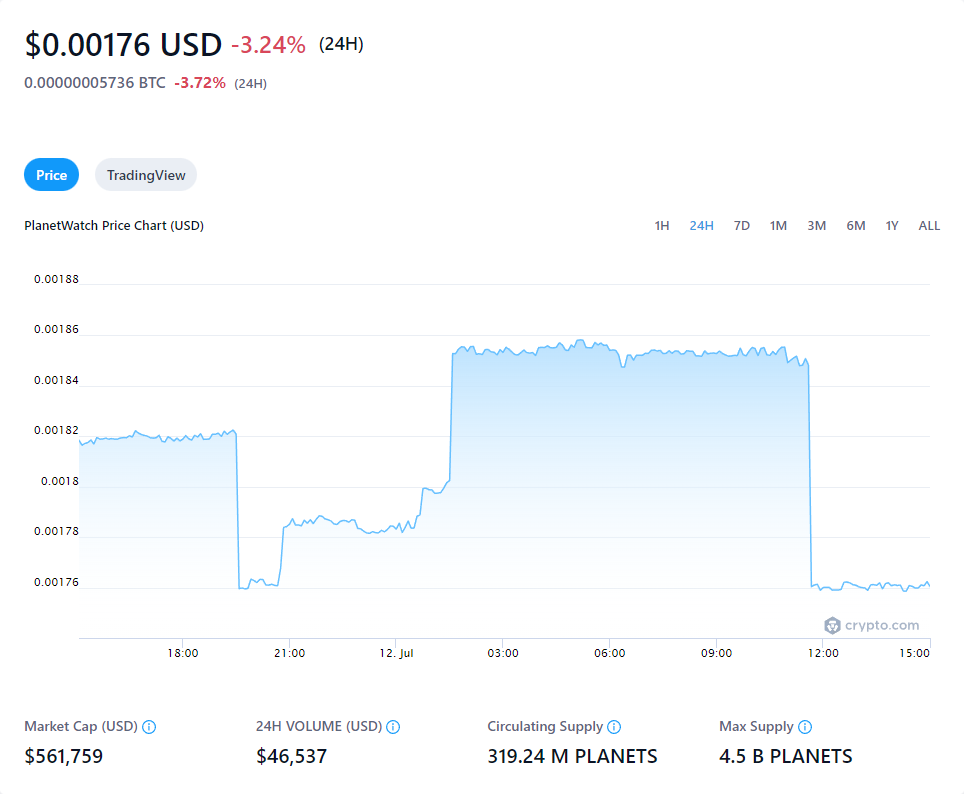 $0.00176 USD -3.24% (24H)
0.00000005736 BTC -3.72% (24H)
Price TradingView
PlanetWatch Price Chart (USD)
1H 24H 7D 1M 3M 6M 1Y ALL
0.00188
0.00186
0.00184
0.00182
0.0018
0.00178
0.00176
crypto.com
18:00 21:00 12. Jul 03:00 06:00 09:00 12:00 15:00
Market Cap (USD) 24H VOLUME (USD) Circulating Supply Max Supply
$561,759 $46,537 319.24 M PLANETS 4.5 B PLANETS